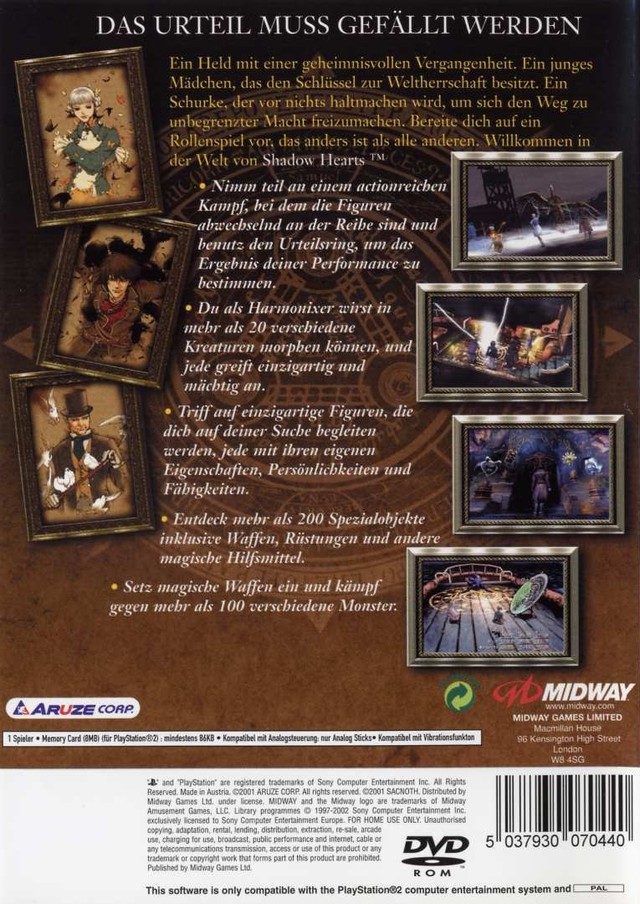 DAS URTEIL MUSS GEFÄLLT WERDEN
Ein Held mit einer geheimnisvollen Vergangenheit. Ein junges
Mädchen, das den Schlüssel zur Weltherrschaft besitzt. Ein
Schurke, der vor nichts haltmachen wird, um sich den Weg zu
unbegrenzter Macht freizumachen. Bereite dich auf ein
Rollenspiel vor, das anders ist als alle anderen. Willkommen in
der Welt von Shadow Hearts ™
• Nimm teil an einem actionreichen
Kampf, bei dem die Figuren
abwechselnd an der Reihe sind und
benutz den Urteilsring, um das
Ergebnis deiner Performance zu
bestimmen.
• Du als Harmonixer wirst in
mehr als 20 verschiedene
Kreaturen morphen können, und
jede greift einzigartig und
mächtig an.
• Triff auf einzigartige Figuren, die
dich auf deiner Suche begleiten
werden, jede mit ihren eigenen
Eigenschaften, Persönlichkeiten und
Fähigkeiten.
• Entdeck mehr als 200 Spezialobjekte
inklusive Waffen, Rüstungen und andere
magische Hilfsmittel.
• Setz magische Waffen ein und kämpf
gegen mehr als 100 verschiedene Monster.
ARUZE CORP.
MIDWAY
www.midway.com
MIDWAY GAMES LIMITED
Macmillan House
96 Kensington High Street
London
W8 4SG
1 Spieler • Memory Card (8MB) (für PlayStation®2) : mindestens 86KB • Kompatibel mit Analogsteuerung: nur Analog Sticks• Kompatibel mit Vibrationsfunkton
and "PlayStation" are registered trademarks of Sony Computer Entertainment Inc. All Rights
Reserved. Made in Austria. ©2001 ARUZE CORP. All rights reserved. ©2001 SACNOTH. Distributed by
Midway Games Ltd. under license. MIDWAY and the Midway logo are trademarks of Midway
Amusement Games, LLC. Library programmes © 1997-2002 Sony Computer Entertainment Inc.
exclusively licensed to Sony Computer Entertainment Europe. FOR HOME USE ONLY. Unauthorised
copying, adaptation, rental, lending, distribution, extraction, re-sale, arcade
use, charging for use, broadcast, public performance and internet, cable or
any telecommunications transmission, access or use of this product or any
trademark or copyright work that forms part of this product are prohibited.
Published by Midway Games Ltd.
DVD
ROM
5 037930 070440
This software is only compatible with the PlayStation®2 computer entertainment system and PAL